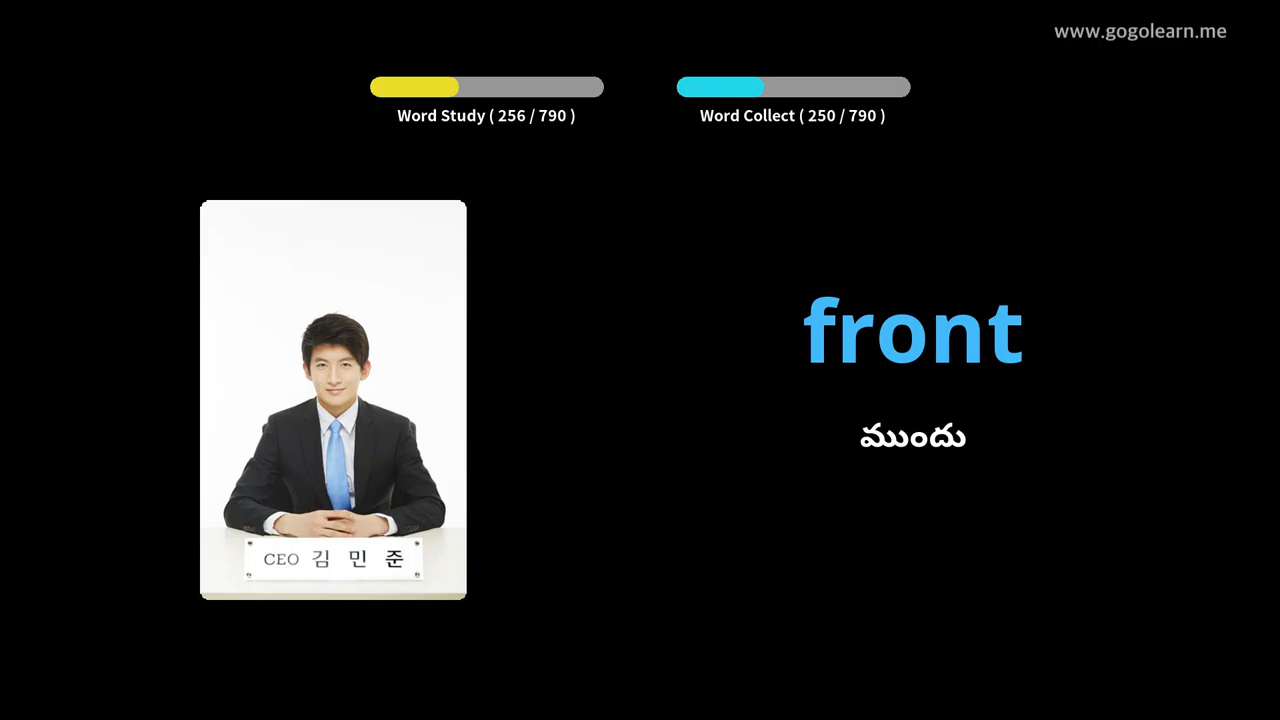 www.gogolearn.me
Word Study ( 256 / 790 )
Word Collect ( 250 / 790 )
front
ముందు
CEO 김 민 준